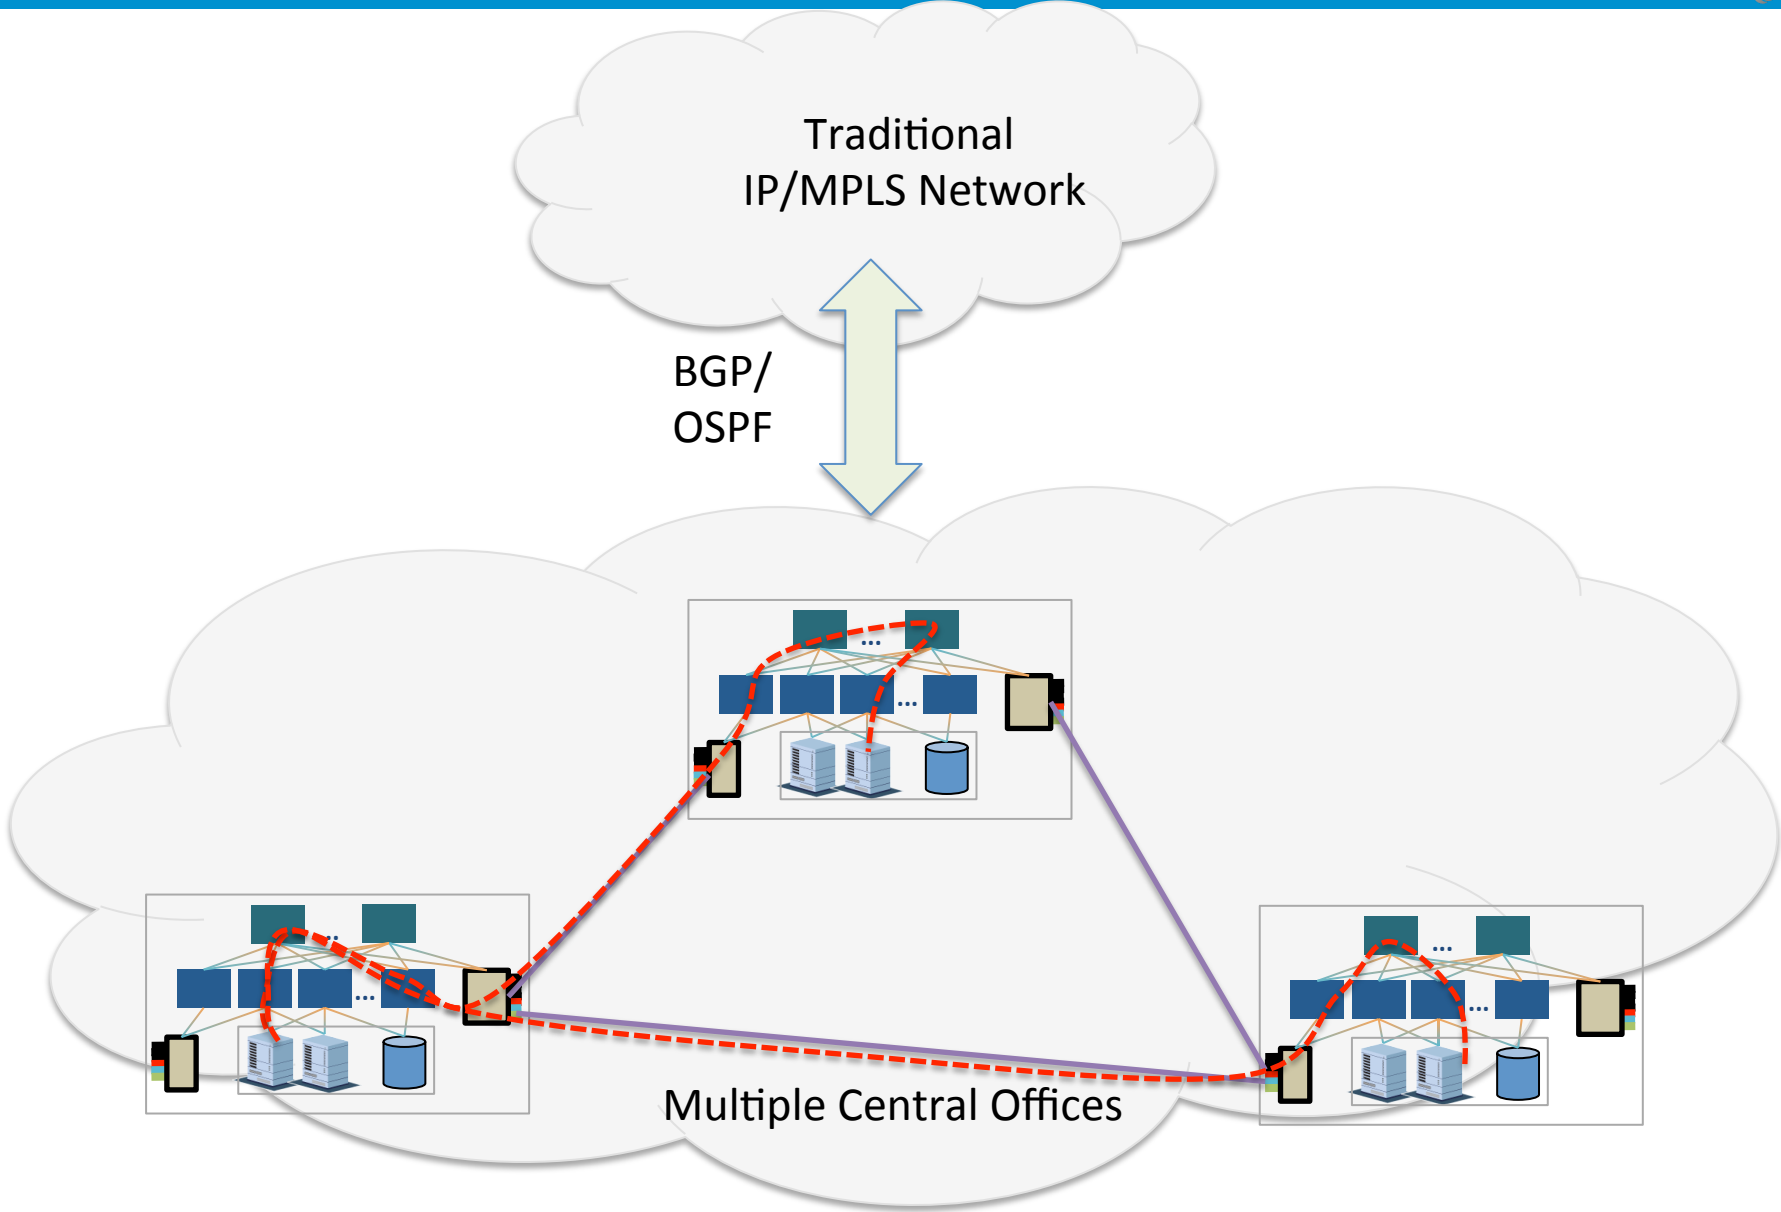 Traditional
IP/MPLS Network
BGP/
OSPF
...
...
...
...
...
...
Multiple Central Offices